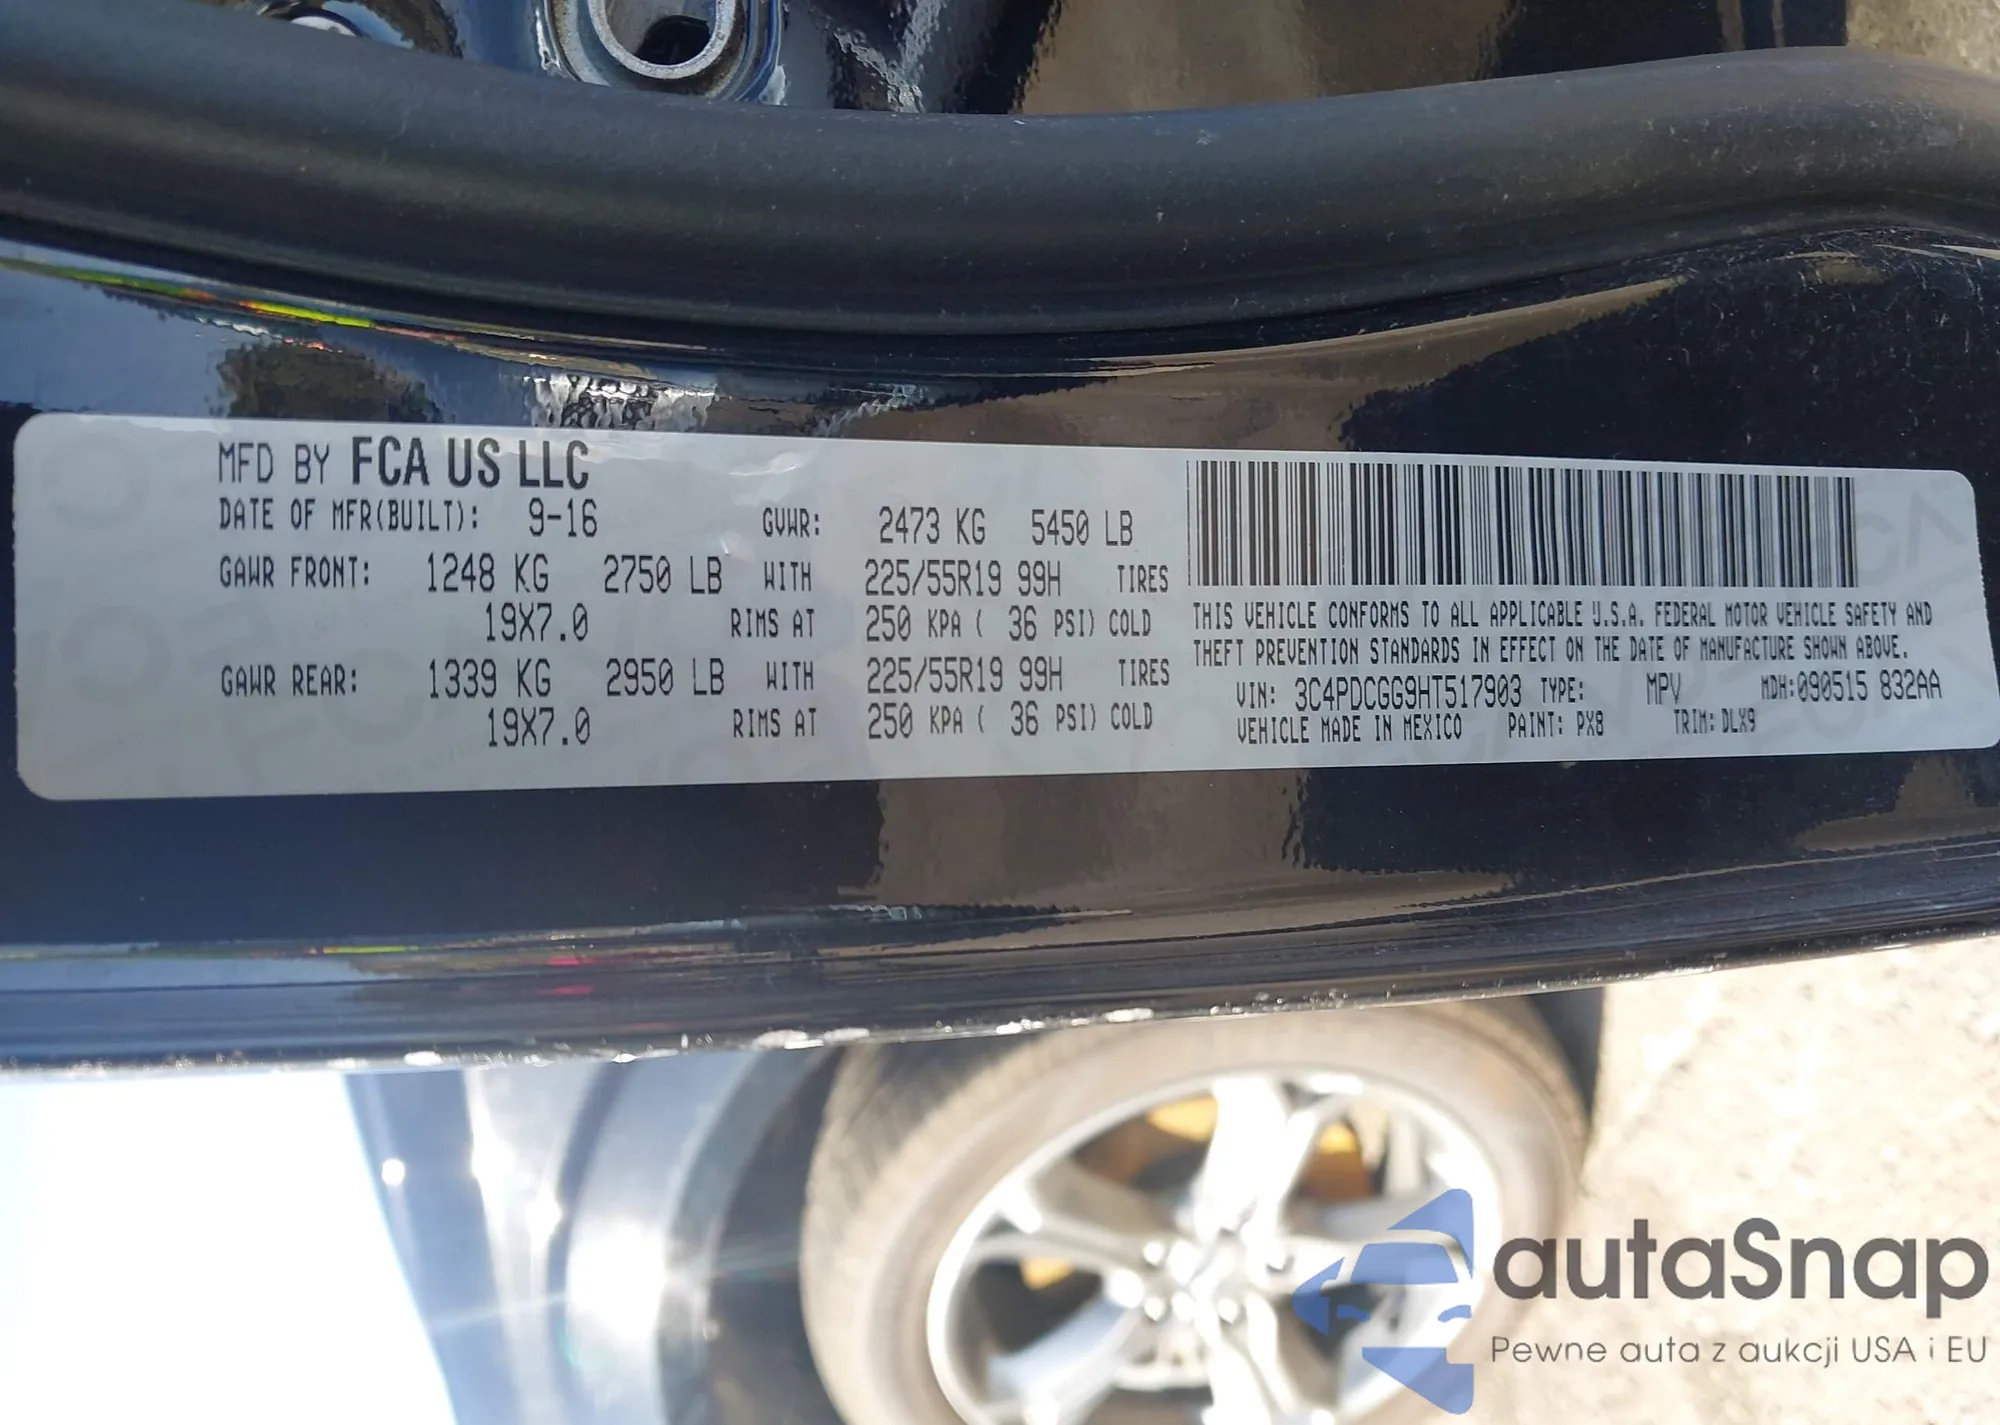 MFD BY FCA US LLC
DATE OF MFR(BUILT): 9-16 GVWR: 2473 KG 5450 LB
GAWR FRONT: 1248 KG 2750 LB WITH 225/55R19 99H TIRES
19X7.0 RIMS AT 250 KPA ( 36 PSI) COLD
GAWR REAR: 1339 KG 2950 LB WITH 225/55R19 99H TIRES
19X7.0 RIMS AT 250 KPA ( 36 PSI) COLD
THIS VEHICLE CONFORMS TO ALL APPLICABLE U.S.A. FEDERAL MOTOR VEHICLE SAFETY AND
THEFT PREVENTION STANDARDS IN EFFECT ON THE DATE OF MANUFACTURE SHOWN ABOVE.
VIN: 3C4PDCGG9HT517903 TYPE: MPV MDH:090515 832AA
VEHICLE MADE IN MEXICO PAINT: PX8 TRIM: DLX9
autaSnap
Pewne auta z aukcji USA i EU